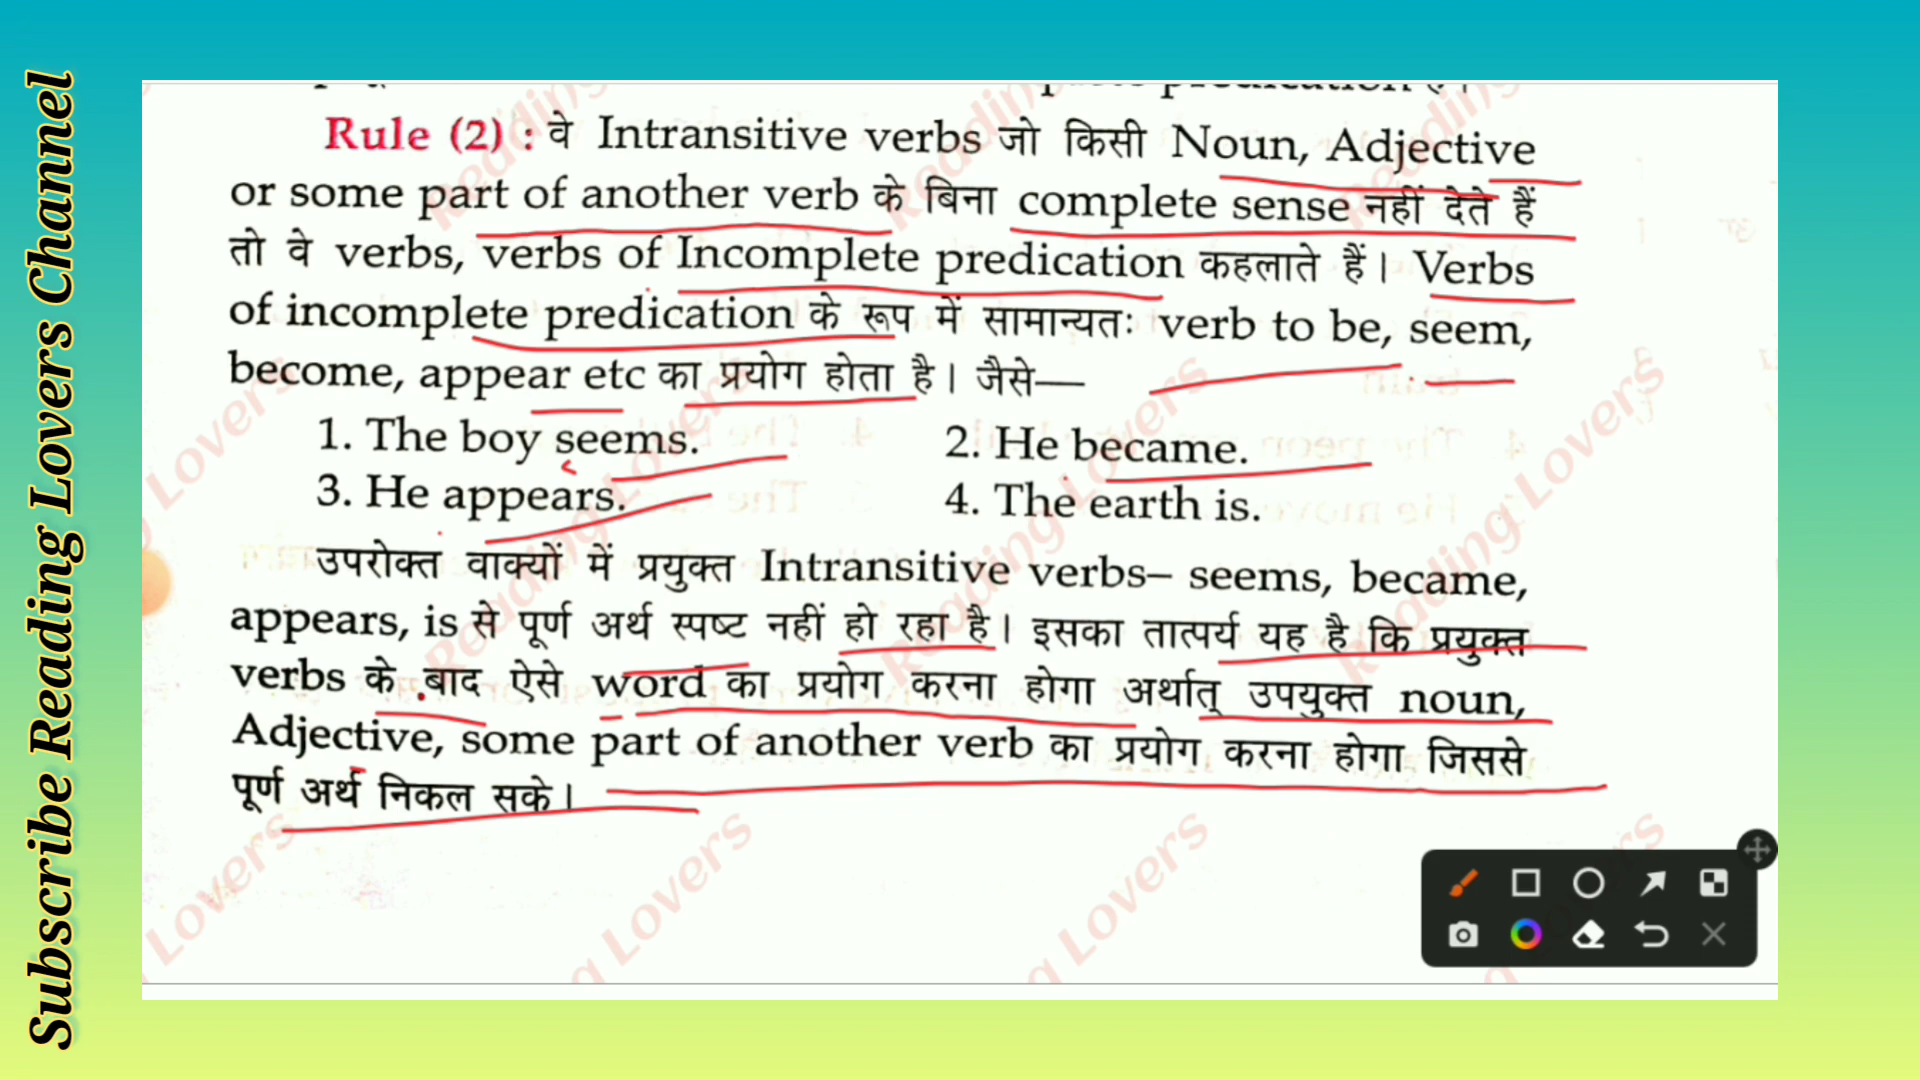 Subscribe Reading Lovers Channel
Rule (2) : वे Intransitive verbs जो किसी Noun, Adjective
or some part of another verb के बिना complete sense नहीं देते हैं
तो वे verbs, verbs of Incomplete predication कहलाते हैं। Verbs
of incomplete predication के रूप में सामान्यतः verb to be, seem,
become, appear etc का प्रयोग होता है। जैसे—
1. The boy seems. 2. He became.
3. He appears. 4. The earth is.
उपरोक्त वाक्यों में प्रयुक्त Intransitive verbs– seems, became,
appears, is से पूर्ण अर्थ स्पष्ट नहीं हो रहा है। इसका तात्पर्य यह है कि प्रयुक्त
verbs के बाद ऐसे word का प्रयोग करना होगा अर्थात् उपयुक्त noun,
Adjective, some part of another verb का प्रयोग करना होगा जिससे
पूर्ण अर्थ निकल सके।